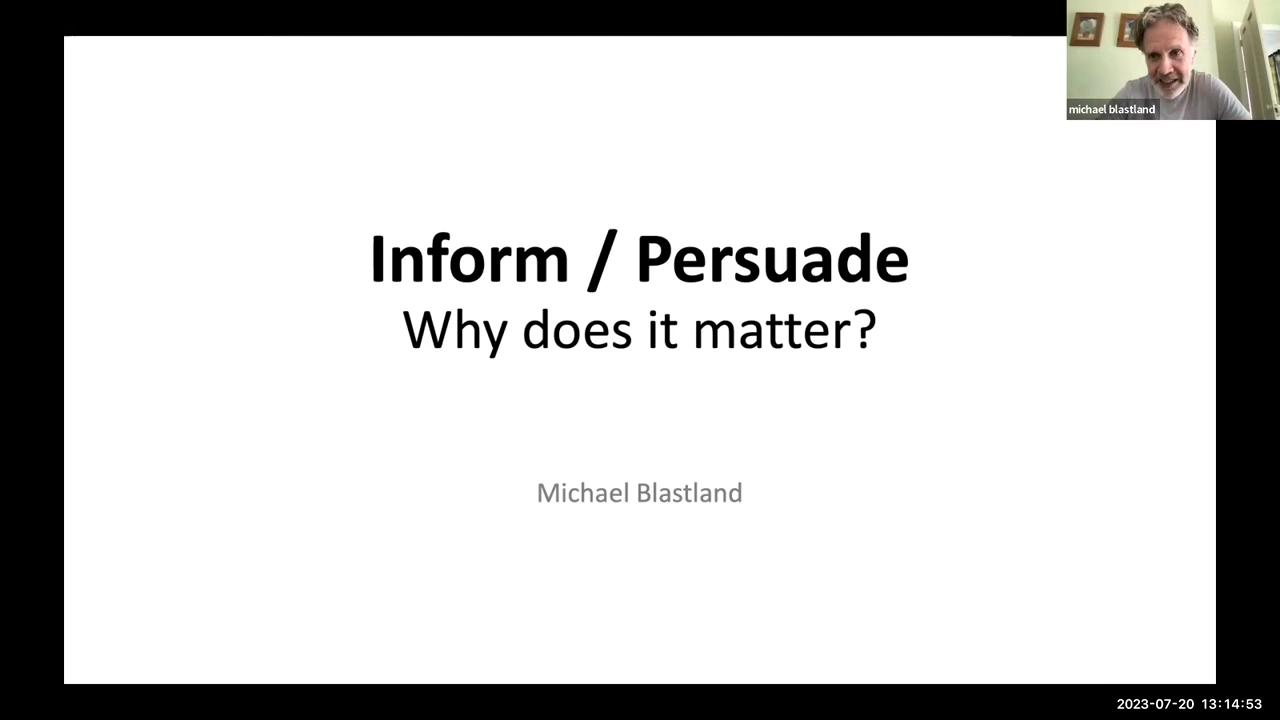 michael blastland
Inform / Persuade
Why does it matter?
Michael Blastland
2023-07-20 13:14:53